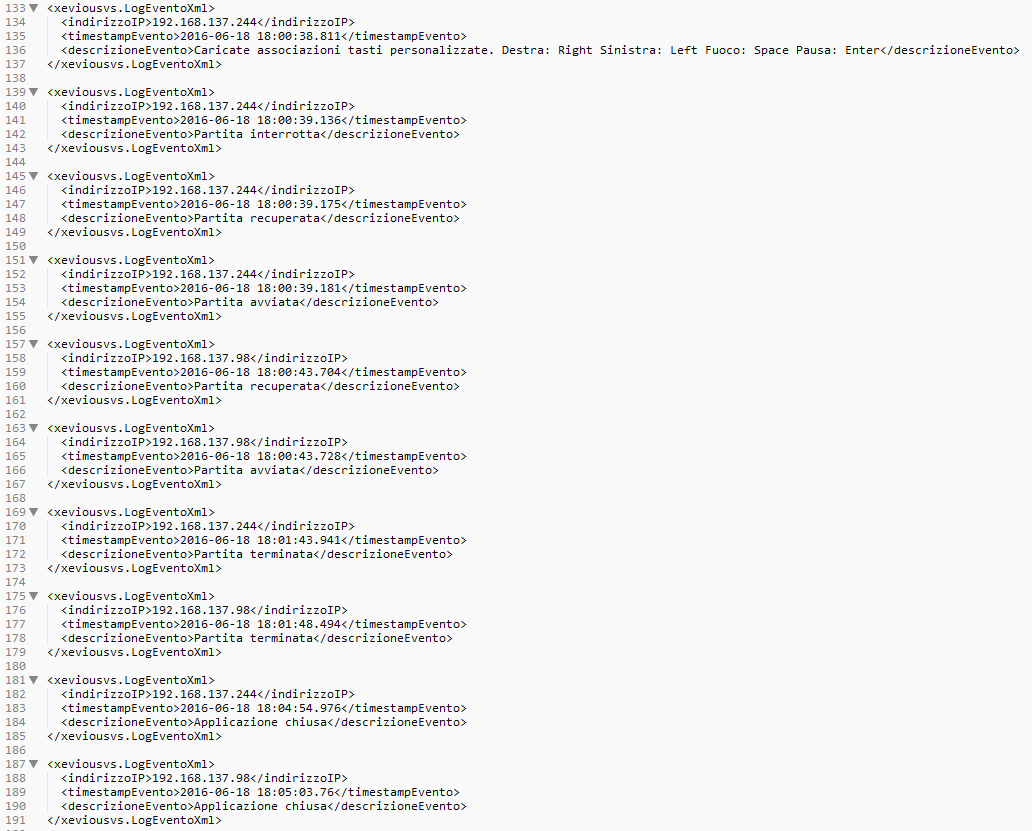 133 <xeviousvs.LogEventoXml>
134 <indirizzoIP>192.168.137.244</indirizzoIP>
135 <timestampEvento>2016-06-18 18:00:38.811</timestampEvento>
136 <descrizioneEvento>Caricate associazioni tasti personalizzate. Destra: Right Sinistra: Left Fuoco: Space Pausa: Enter</descrizioneEvento>
137 </xeviousvs.LogEventoXml>
138
139 <xeviousvs.LogEventoXml>
140 <indirizzoIP>192.168.137.244</indirizzoIP>
141 <timestampEvento>2016-06-18 18:00:39.136</timestampEvento>
142 <descrizioneEvento>Partita interrotta</descrizioneEvento>
143 </xeviousvs.LogEventoXml>
144
145 <xeviousvs.LogEventoXml>
146 <indirizzoIP>192.168.137.244</indirizzoIP>
147 <timestampEvento>2016-06-18 18:00:39.175</timestampEvento>
148 <descrizioneEvento>Partita recuperata</descrizioneEvento>
149 </xeviousvs.LogEventoXml>
150
151 <xeviousvs.LogEventoXml>
152 <indirizzoIP>192.168.137.244</indirizzoIP>
153 <timestampEvento>2016-06-18 18:00:39.181</timestampEvento>
154 <descrizioneEvento>Partita avviata</descrizioneEvento>
155 </xeviousvs.LogEventoXml>
156
157 <xeviousvs.LogEventoXml>
158 <indirizzoIP>192.168.137.98</indirizzoIP>
159 <timestampEvento>2016-06-18 18:00:43.704</timestampEvento>
160 <descrizioneEvento>Partita recuperata</descrizioneEvento>
161 </xeviousvs.LogEventoXml>
162
163 <xeviousvs.LogEventoXml>
164 <indirizzoIP>192.168.137.98</indirizzoIP>
165 <timestampEvento>2016-06-18 18:00:43.728</timestampEvento>
166 <descrizioneEvento>Partita avviata</descrizioneEvento>
167 </xeviousvs.LogEventoXml>
168
169 <xeviousvs.LogEventoXml>
170 <indirizzoIP>192.168.137.244</indirizzoIP>
171 <timestampEvento>2016-06-18 18:01:43.941</timestampEvento>
172 <descrizioneEvento>Partita terminata</descrizioneEvento>
173 </xeviousvs.LogEventoXml>
174
175 <xeviousvs.LogEventoXml>
176 <indirizzoIP>192.168.137.98</indirizzoIP>
177 <timestampEvento>2016-06-18 18:01:48.494</timestampEvento>
178 <descrizioneEvento>Partita terminata</descrizioneEvento>
179 </xeviousvs.LogEventoXml>
180
181 <xeviousvs.LogEventoXml>
182 <indirizzoIP>192.168.137.244</indirizzoIP>
183 <timestampEvento>2016-06-18 18:04:54.976</timestampEvento>
184 <descrizioneEvento>Applicazione chiusa</descrizioneEvento>
185 </xeviousvs.LogEventoXml>
186
187 <xeviousvs.LogEventoXml>
188 <indirizzoIP>192.168.137.98</indirizzoIP>
189 <timestampEvento>2016-06-18 18:05:03.76</timestampEvento>
190 <descrizioneEvento>Applicazione chiusa</descrizioneEvento>
191 </xeviousvs.LogEventoXml>